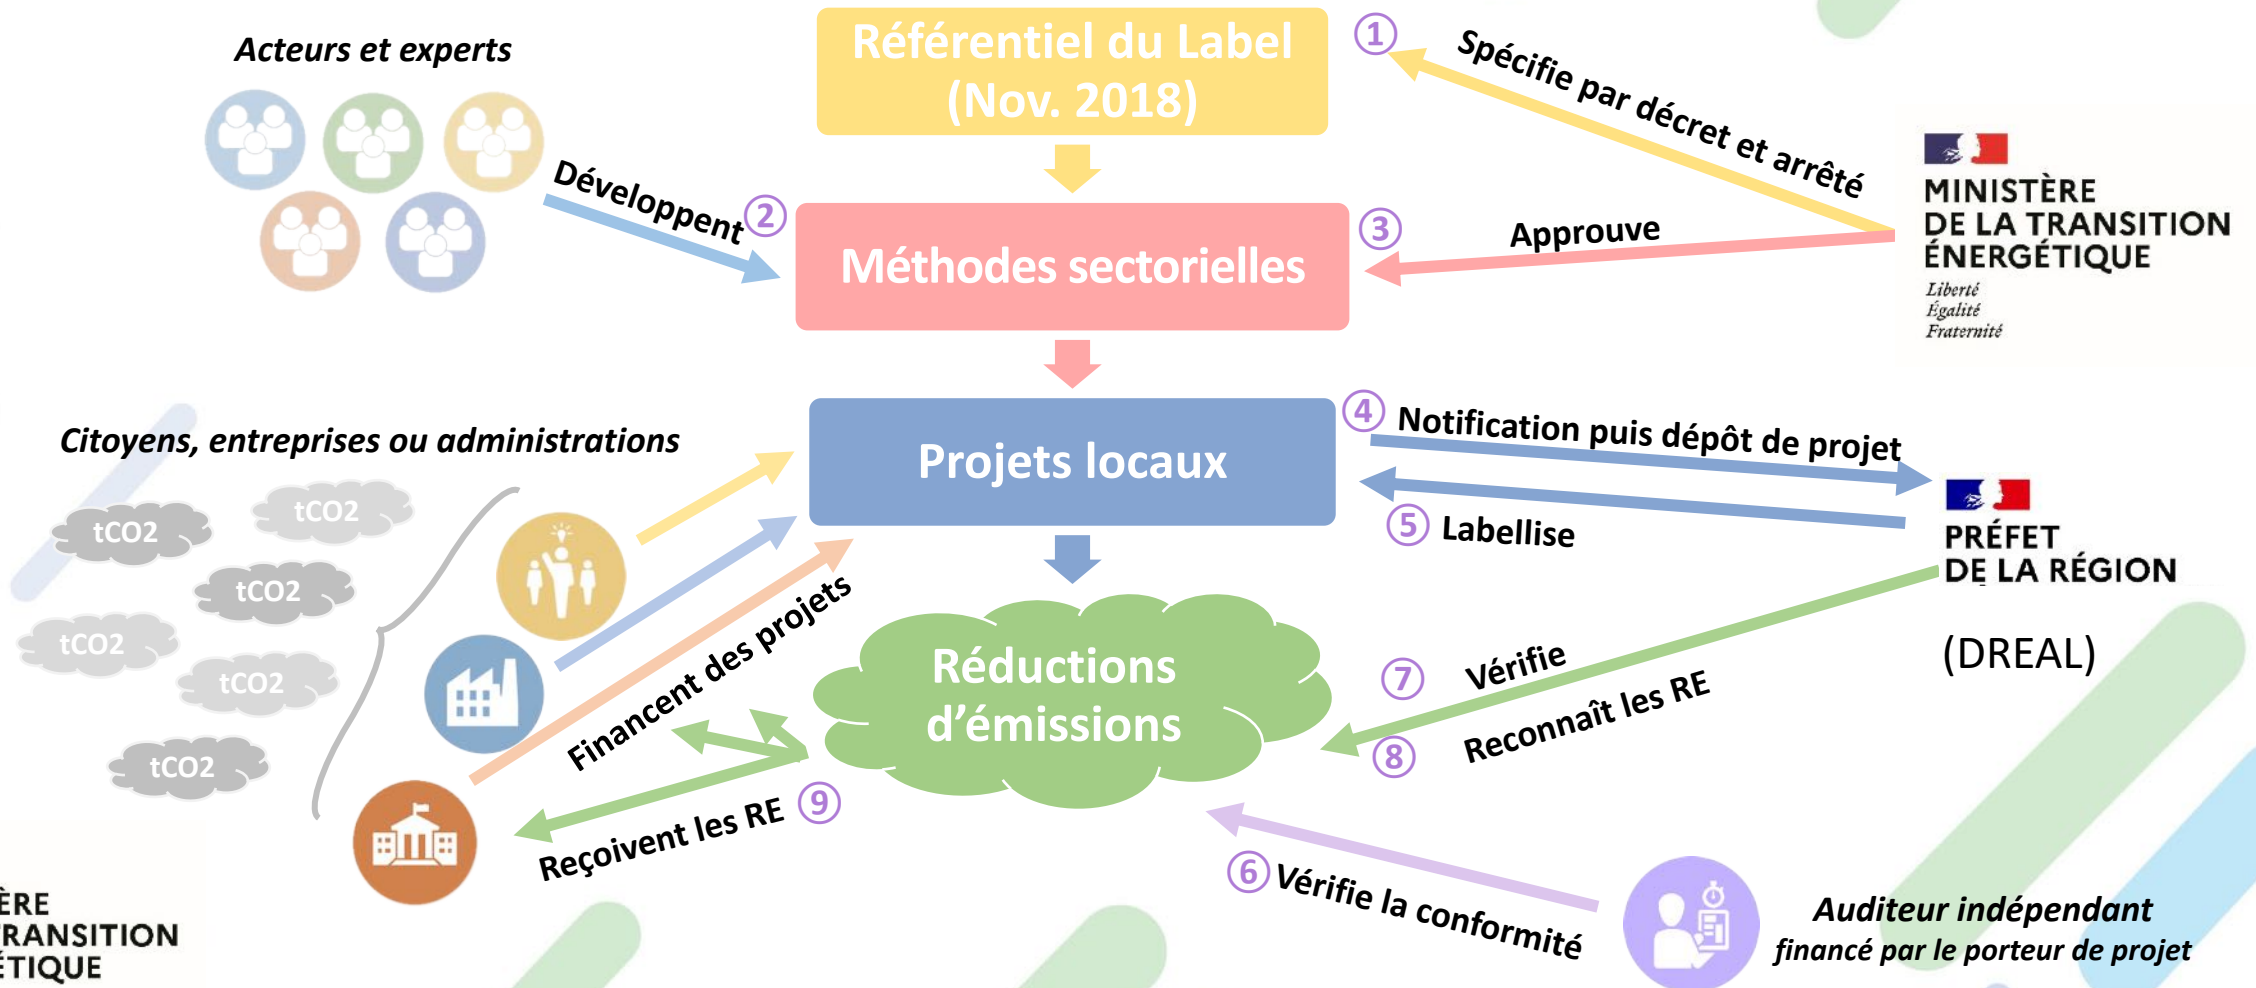 Acteurs et experts
Référentiel du Label
(Nov. 2018)
①
Spécifie par décret et arrêté
MINISTÈRE
DE LA TRANSITION
ÉNERGÉTIQUE
Liberté
Égalité
Fraternité
Développent
②
Méthodes sectorielles
③
Approuve
Citoyens, entreprises ou administrations
tCO2
tCO2
tCO2
tCO2
tCO2
tCO2
Projets locaux
④
Notification puis dépôt de projet
⑤
Labellise
PRÉFET
DE LA RÉGION
(DREAL)
Financent des projets
Réductions
d'émissions
⑦
Vérifie
⑧
Reconnaît les RE
Reçoivent les RE
⑨
⑥
Vérifie la conformité
Auditeur indépendant
financé par le porteur de projet
ÈRE
TRANSITION
ÉTIQUE